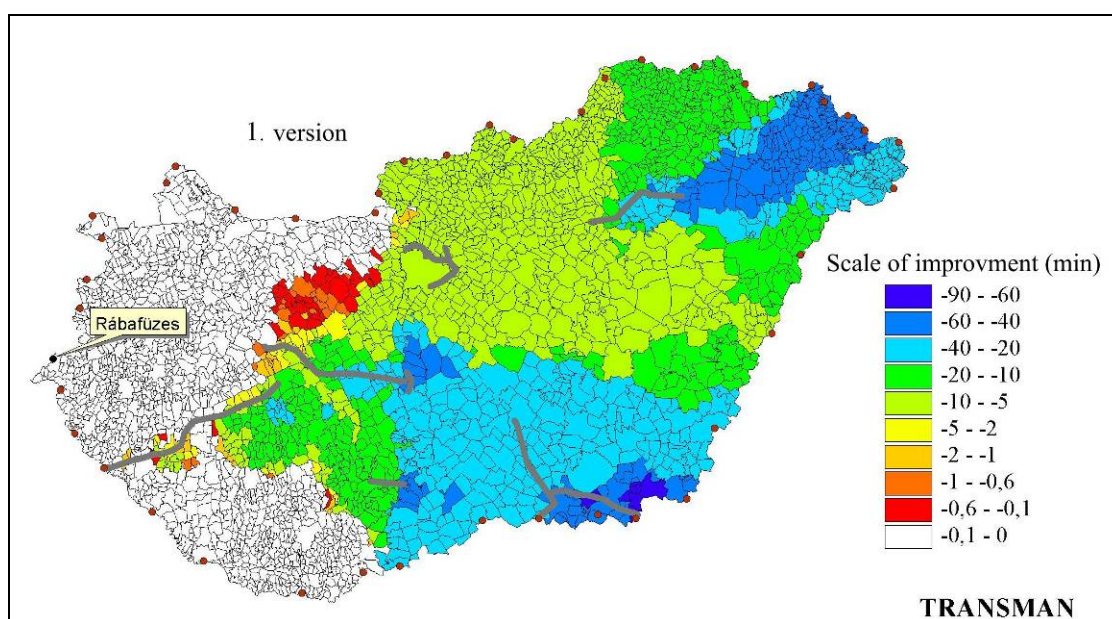 1. version
Rábafüzes
Scale of improvment (min)
-90 - -60
-60 - -40
-40 - -20
-20 - -10
-10 - -5
-5 - -2
-2 - -1
-1 - -0,6
-0,6 - -0,1
-0,1 - 0
TRANSMAN